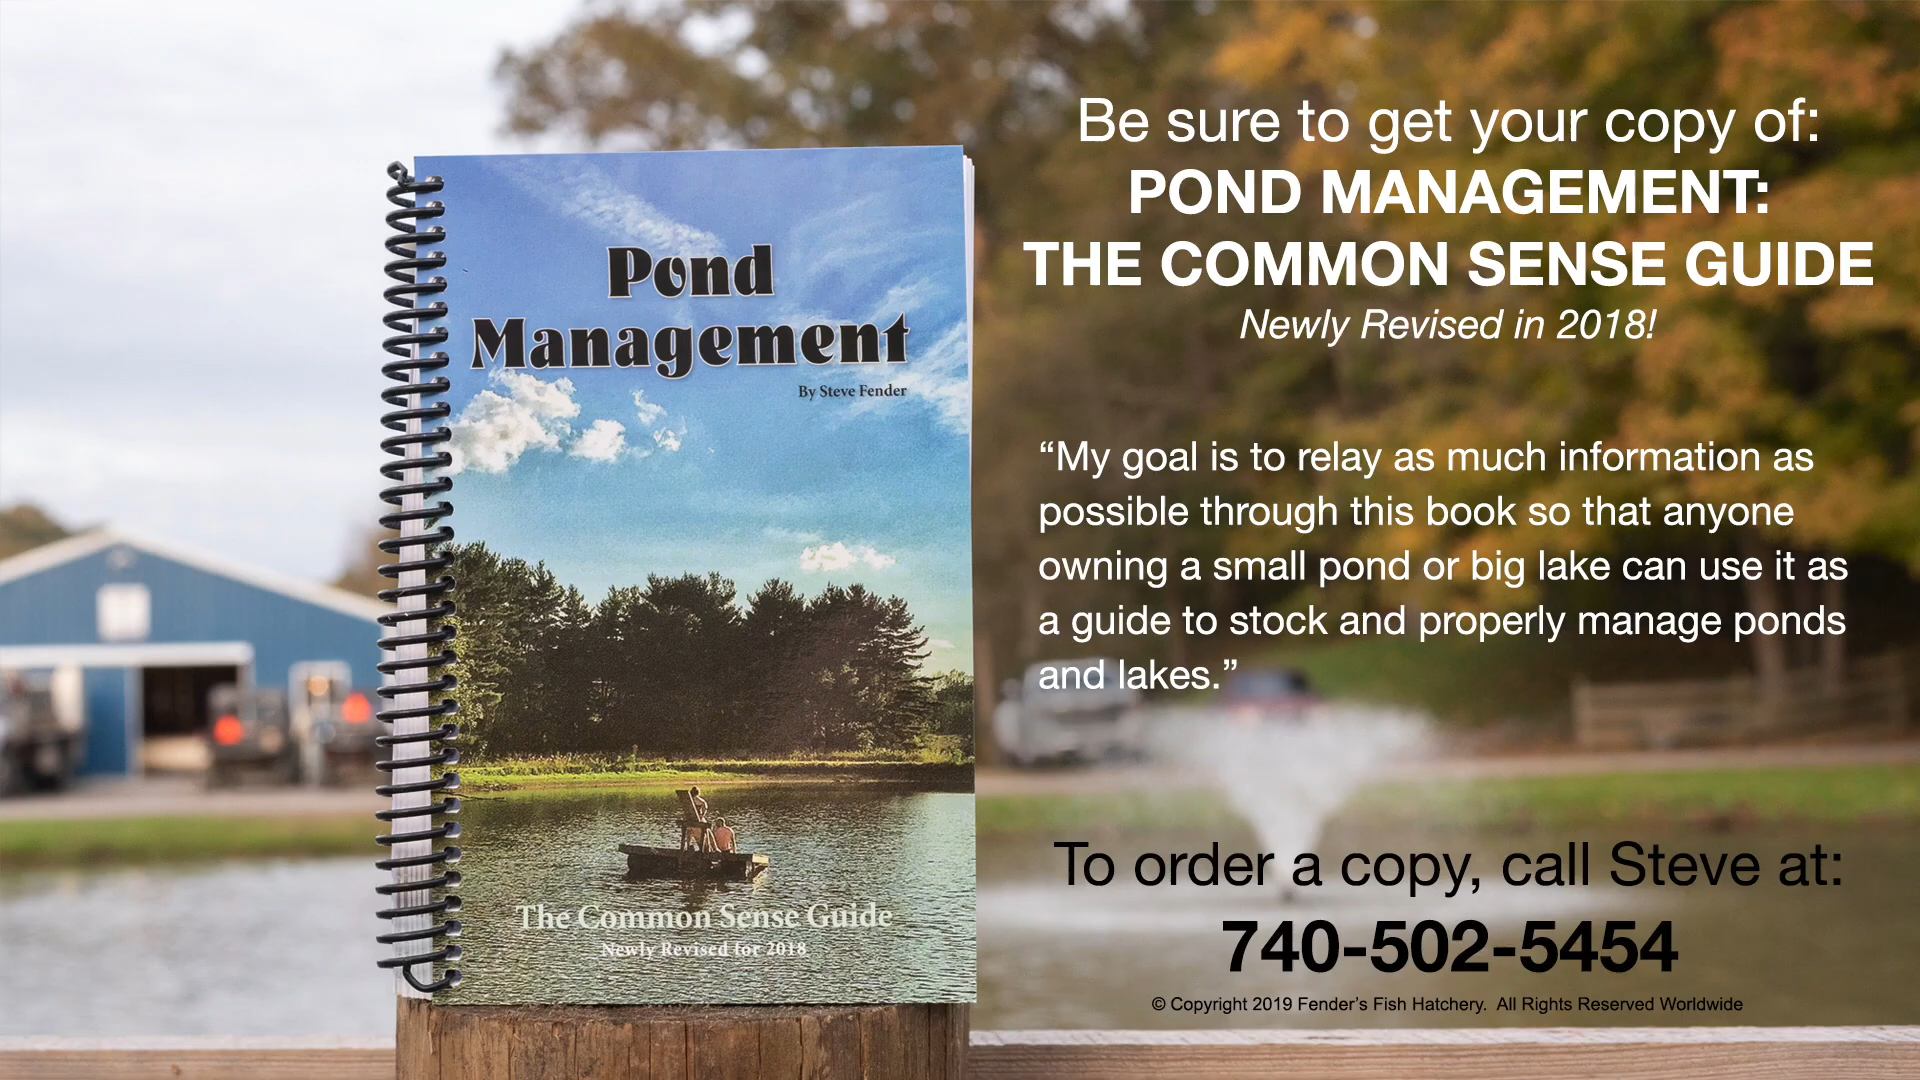 Pond
Management
By Steve Fender
The Common Sense Guide
Newly Revised for 2018
Be sure to get your copy of:
POND MANAGEMENT:
THE COMMON SENSE GUIDE
Newly Revised in 2018!
“My goal is to relay as much information as
possible through this book so that anyone
owning a small pond or big lake can use it as
a guide to stock and properly manage ponds
and lakes.”
To order a copy, call Steve at:
740-502-5454
© Copyright 2019 Fender’s Fish Hatchery. All Rights Reserved Worldwide